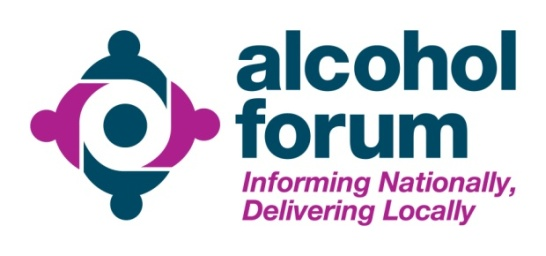 alcohol
forum
Informing Nationally,
Delivering Locally